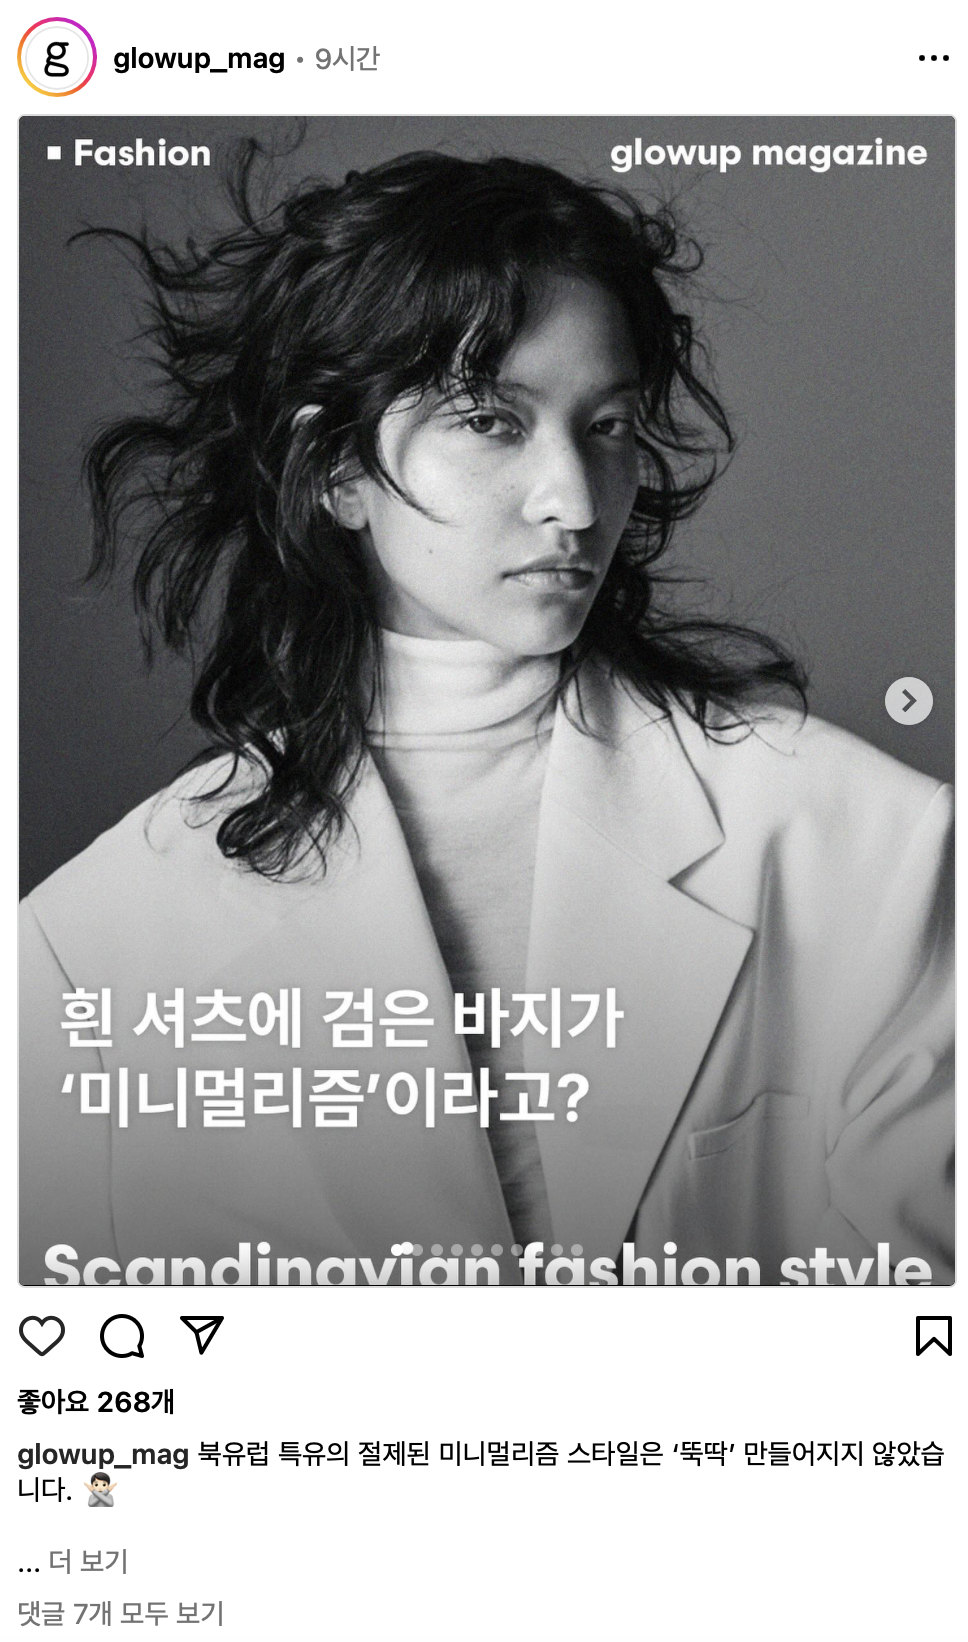 g
glowup_mag • 9시간
Fashion
glowup magazine
흰 셔츠에 검은 바지가
‘미니멀리즘’이라고?
Scandinavian fashion style
좋아요 268개
glowup_mag 북유럽 특유의 절제된 미니멀리즘 스타일은 ‘뚝딱’ 만들어지지 않았습
니다. 🙅🏻‍♂️
... 더 보기
댓글 7개 모두 보기